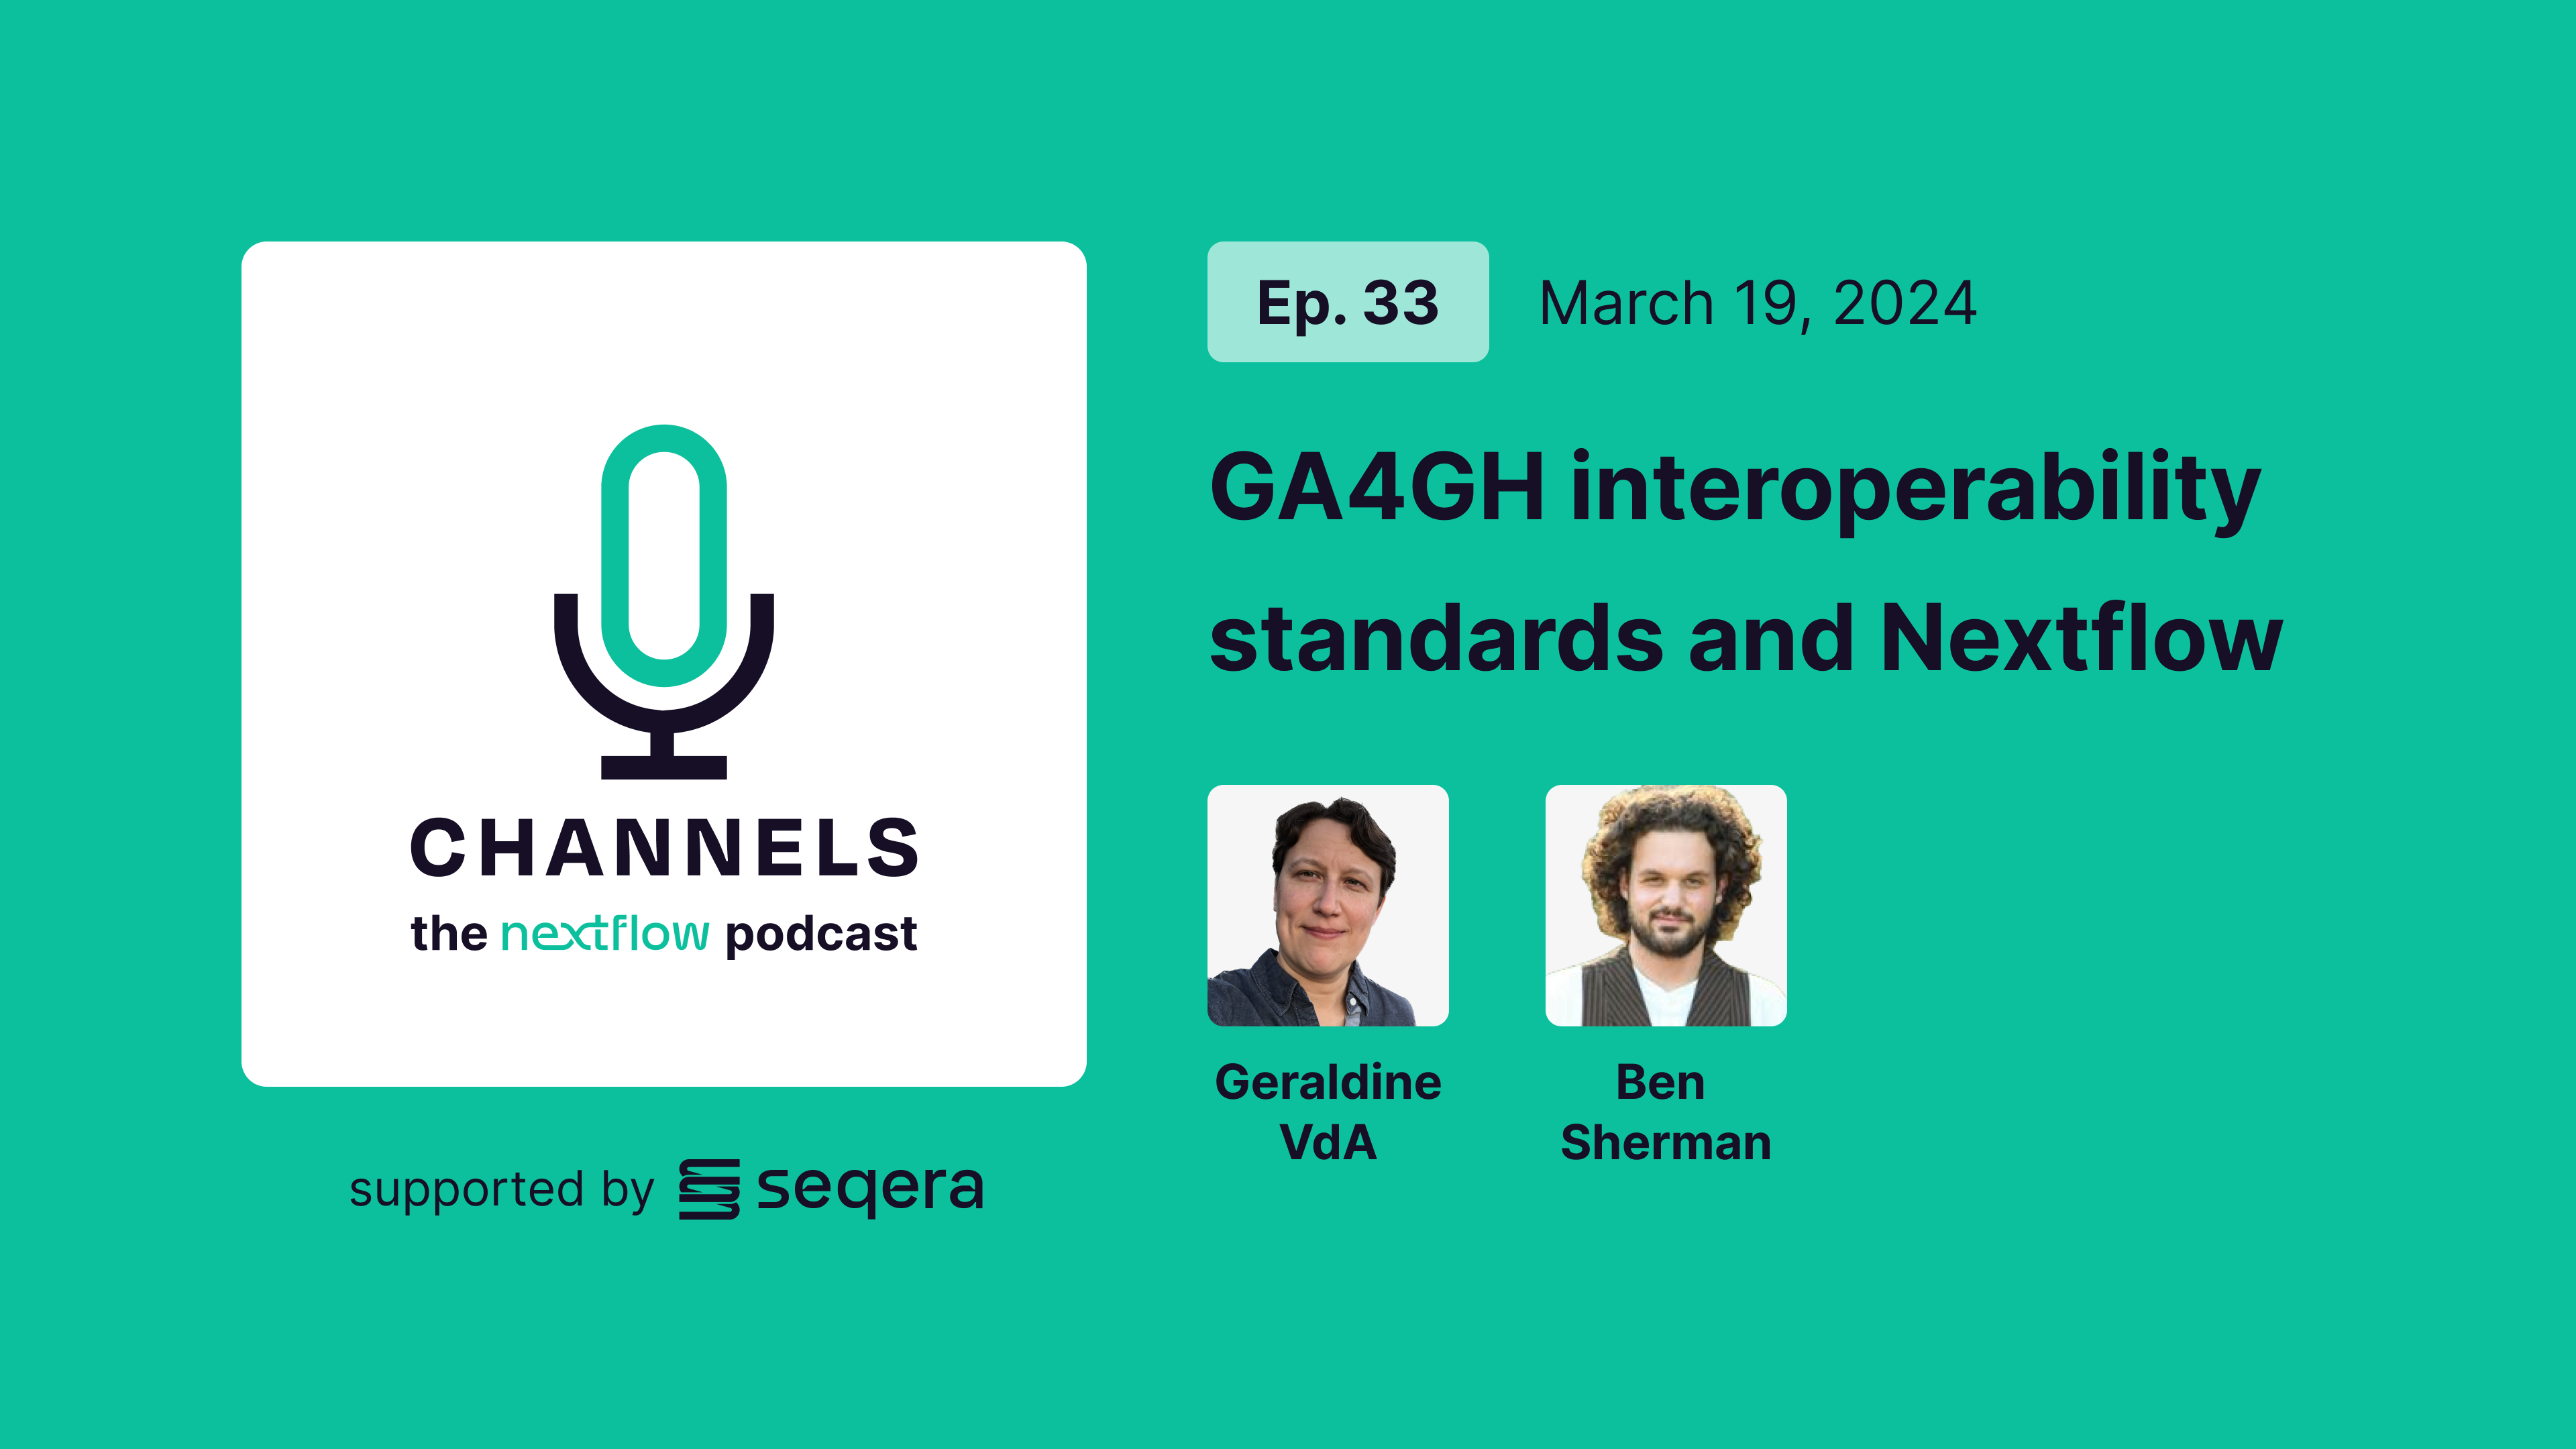 CHANNELS
the nextflow podcast
supported by seqera
Ep. 33
March 19, 2024
GA4GH interoperability
standards and Nextflow
Geraldine
VdA
Ben
Sherman